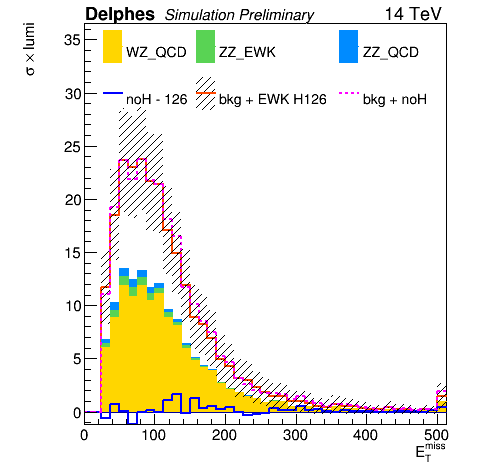 Delphes Simulation Preliminary 14 TeV
σ × lumi
WZ_QCD ZZ_EWK ZZ_QCD
noH - 126 bkg + EWK H126 bkg + noH
35
30
25
20
15
10
5
0
0 100 200 300 400 500
E_T^miss